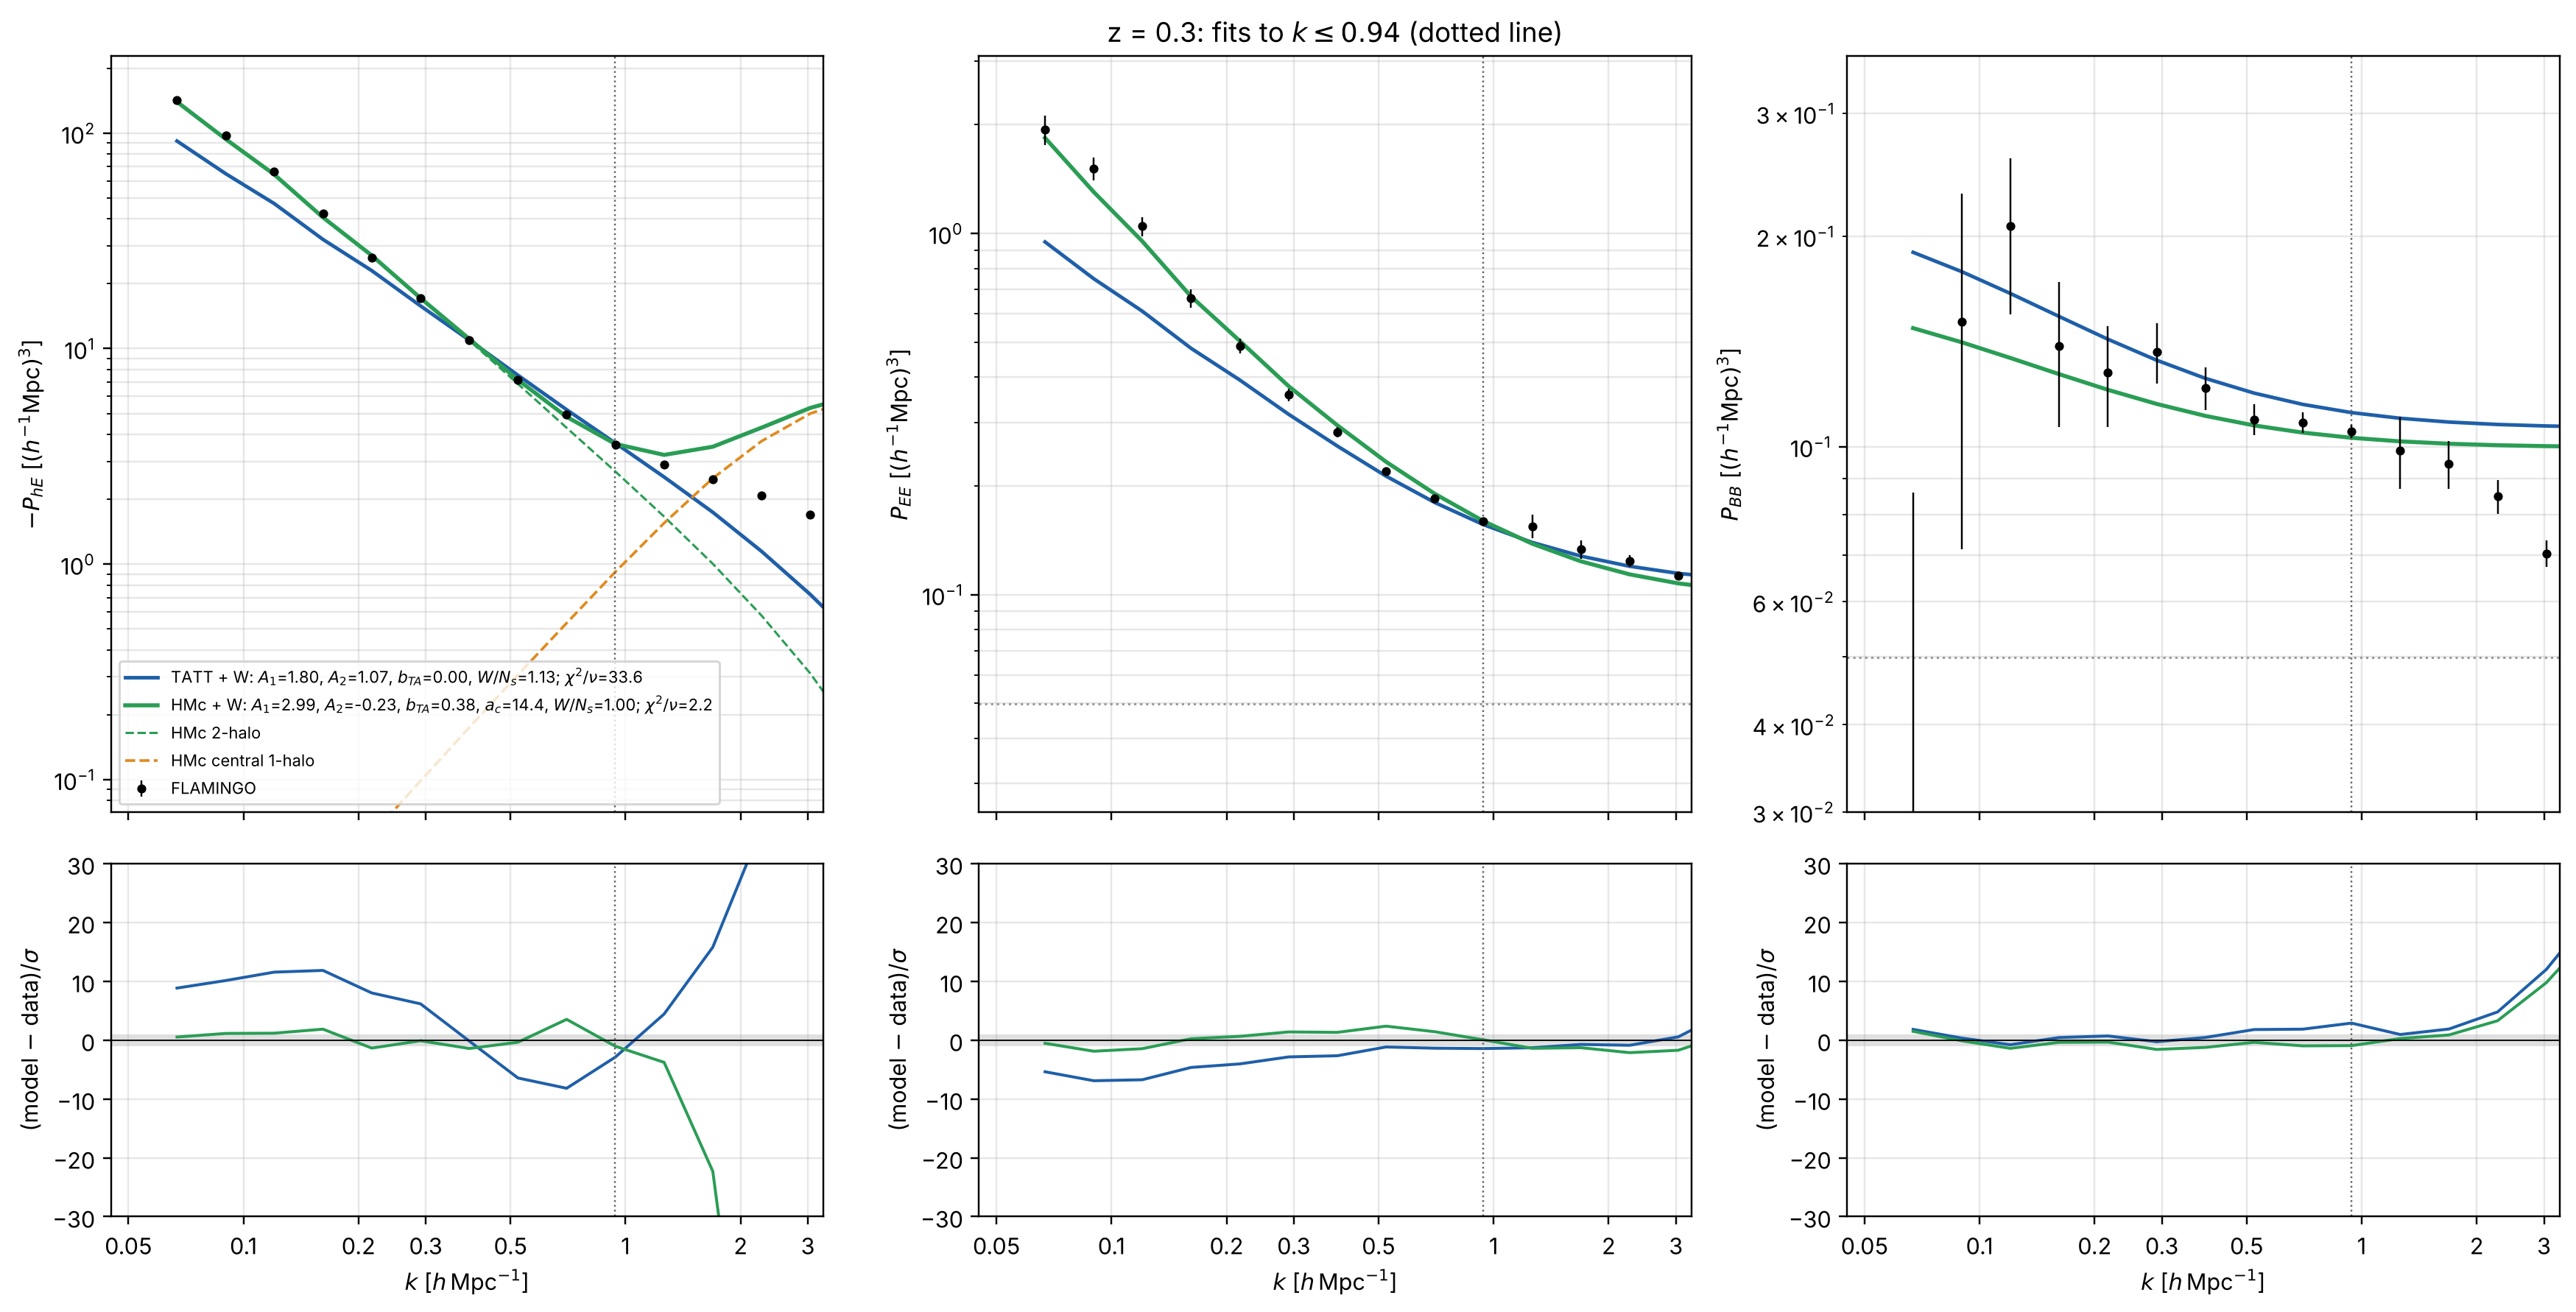 z = 0.3: fits to k ≤ 0.94 (dotted line)
−P_hE [(h⁻¹Mpc)³]
10²
10¹
10⁰
10⁻¹
TATT + W: A₁=1.80, A₂=1.07, b_TA=0.00, W/N_s=1.13; χ²/ν=33.6
HMc + W: A₁=2.99, A₂=-0.23, b_TA=0.38, a_c=14.4, W/N_s=1.00; χ²/ν=2.2
HMc 2-halo
HMc central 1-halo
FLAMINGO
P_EE [(h⁻¹Mpc)³]
10⁰
10⁻¹
P_BB [(h⁻¹Mpc)³]
3 × 10⁻¹
2 × 10⁻¹
10⁻¹
6 × 10⁻²
4 × 10⁻²
3 × 10⁻²
(model − data)/σ
30
20
10
0
−10
−20
−30
0.05 0.1 0.2 0.3 0.5 1 2 3
k [h Mpc⁻¹]
(model − data)/σ
30
20
10
0
−10
−20
−30
0.05 0.1 0.2 0.3 0.5 1 2 3
k [h Mpc⁻¹]
(model − data)/σ
30
20
10
0
−10
−20
−30
0.05 0.1 0.2 0.3 0.5 1 2 3
k [h Mpc⁻¹]